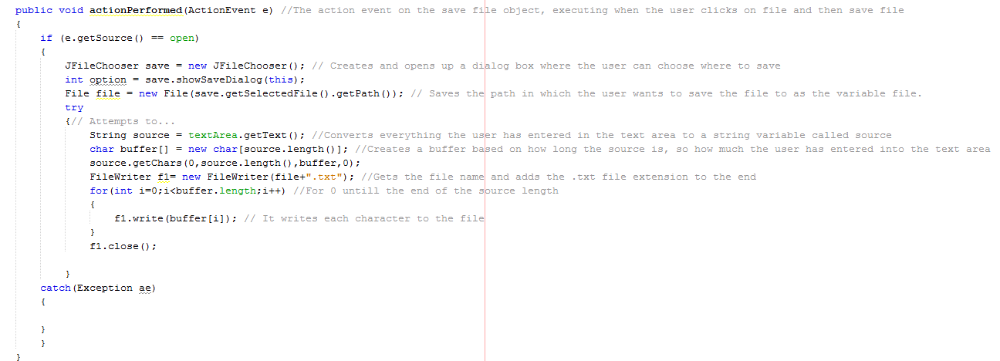 public void actionPerformed(ActionEvent e) //The action event on the save file object, executing when the user clicks on file and then save file
{
if (e.getSource() == open)
{
JFileChooser save = new JFileChooser(); // Creates and opens up a dialog box where the user can choose where to save
int option = save.showSaveDialog(this);
File file = new File(save.getSelectedFile().getPath()); // Saves the path in which the user wants to save the file to as the variable file.
try
{// Attempts to...
String source = textArea.getText(); //Converts everything the user has entered in the text area to a string variable called source
char buffer[] = new char[source.length()]; //Creates a buffer based on how long the source is, so how much the user has entered into the text area
source.getChars(0,source.length(),buffer,0);
FileWriter f1= new FileWriter(file+".txt"); //Gets the file name and adds the .txt file extension to the end
for(int i=0;i<buffer.length;i++) //For 0 untill the end of the source length
{
f1.write(buffer[i]); // It writes each character to the file
}
f1.close();
}
catch(Exception ae)
{
}
}
}